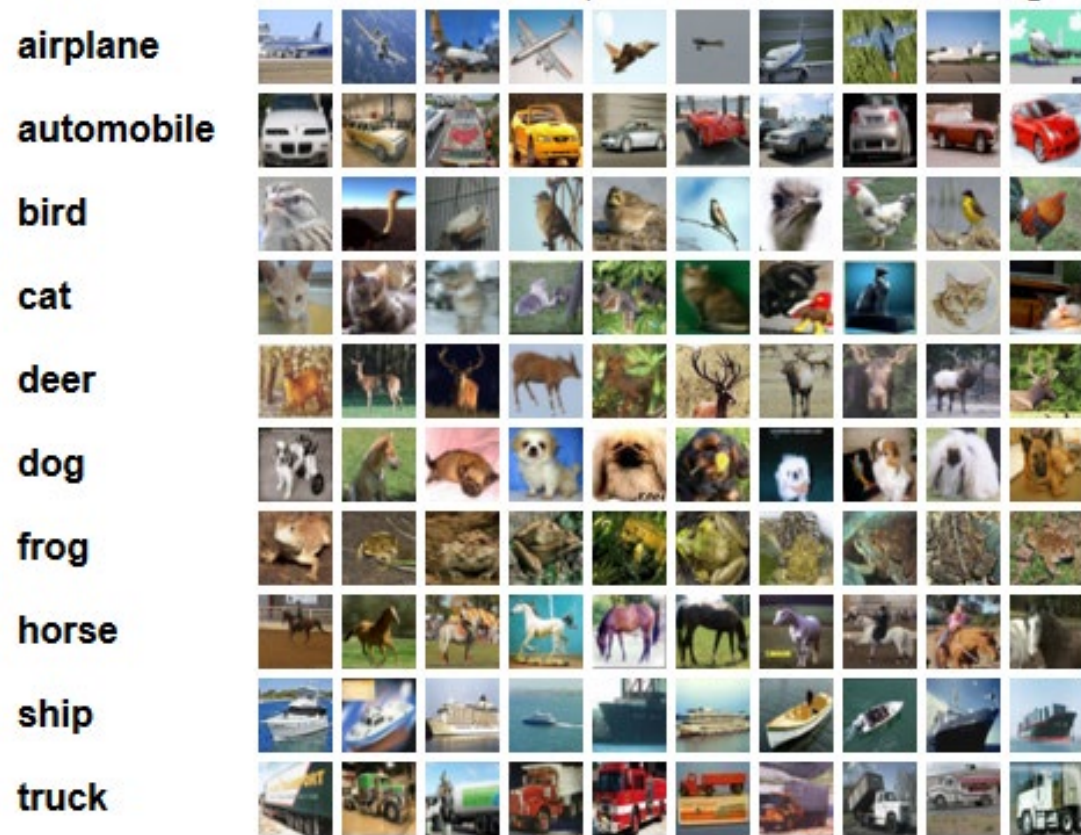 airplane
automobile
bird
cat
deer
dog
frog
horse
ship
truck